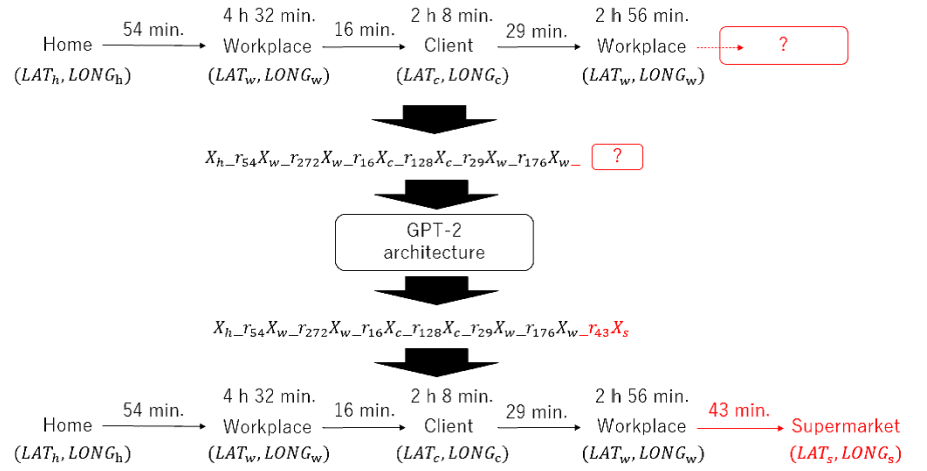 4 h 32 min. 2 h 8 min. 2 h 56 min.
54 min. 16 min. 29 min.
Home Workplace Client Workplace ?
(LAT_h, LONG_h) (LAT_w, LONG_w) (LAT_c, LONG_c) (LAT_w, LONG_w)
X_h_r_54X_w_r_272X_w_r_16X_c_r_128X_c_r_29X_w_r_176X_w_ ?
GPT-2
architecture
X_h_r_54X_w_r_272X_w_r_16X_c_r_128X_c_r_29X_w_r_176X_w_r_43X_s
4 h 32 min. 2 h 8 min. 2 h 56 min.
54 min. 16 min. 29 min. 43 min.
Home Workplace Client Workplace Supermarket
(LAT_h, LONG_h) (LAT_w, LONG_w) (LAT_c, LONG_c) (LAT_w, LONG_w) (LAT_s, LONG_s)